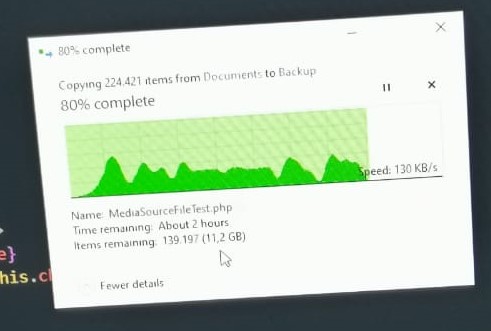 80% complete
Copying 224.421 items from Documents to Backup
80% complete
Speed: 130 KB/s
Name: MediaSourceFileTest.php
Time remaining: About 2 hours
Items remaining: 139.197 (11,2 GB)
e}
his.c
Fewer details